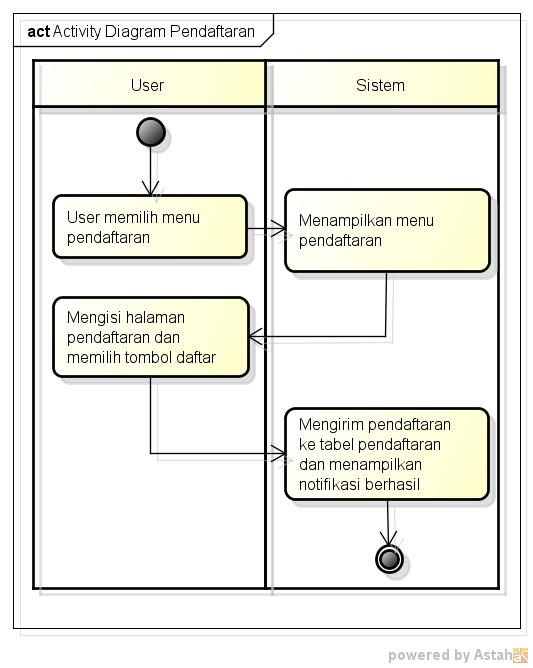 act Activity Diagram Pendaftaran
User
Sistem
User memilih menu
pendaftaran
Menampilkan menu
pendaftaran
Mengisi halaman
pendaftaran dan
memilih tombol daftar
Mengirim pendaftaran
ke tabel pendaftaran
dan menampilkan
notifikasi berhasil
powered by Astah